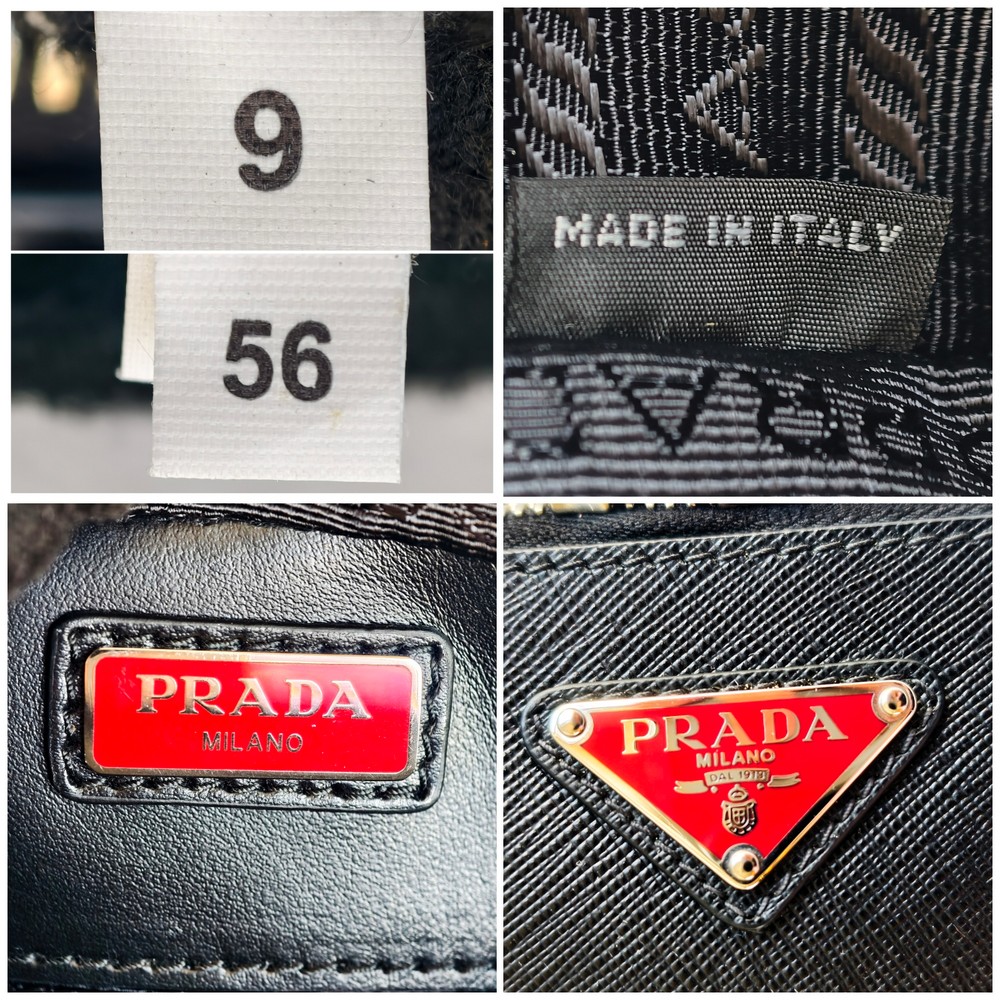 9
56
MADE IN ITALY
PRADA
MILANO
PRADA
MILANO
DAL 1913